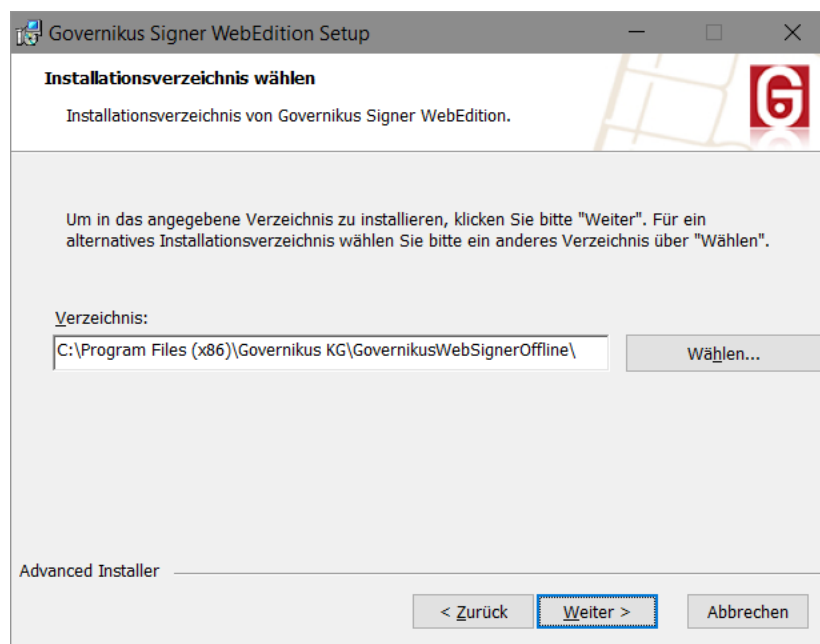 Governikus Signer WebEdition Setup
Installationsverzeichnis wählen
Installationsverzeichnis von Governikus Signer WebEdition.
G
Um in das angegebene Verzeichnis zu installieren, klicken Sie bitte "Weiter". Für ein
alternatives Installationsverzeichnis wählen Sie bitte ein anderes Verzeichnis über "Wählen".
Verzeichnis:
C:\Program Files (x86)\Governikus KG\GovernikusWebSignerOffline\
Wählen...
Advanced Installer
< Zurück
Weiter >
Abbrechen